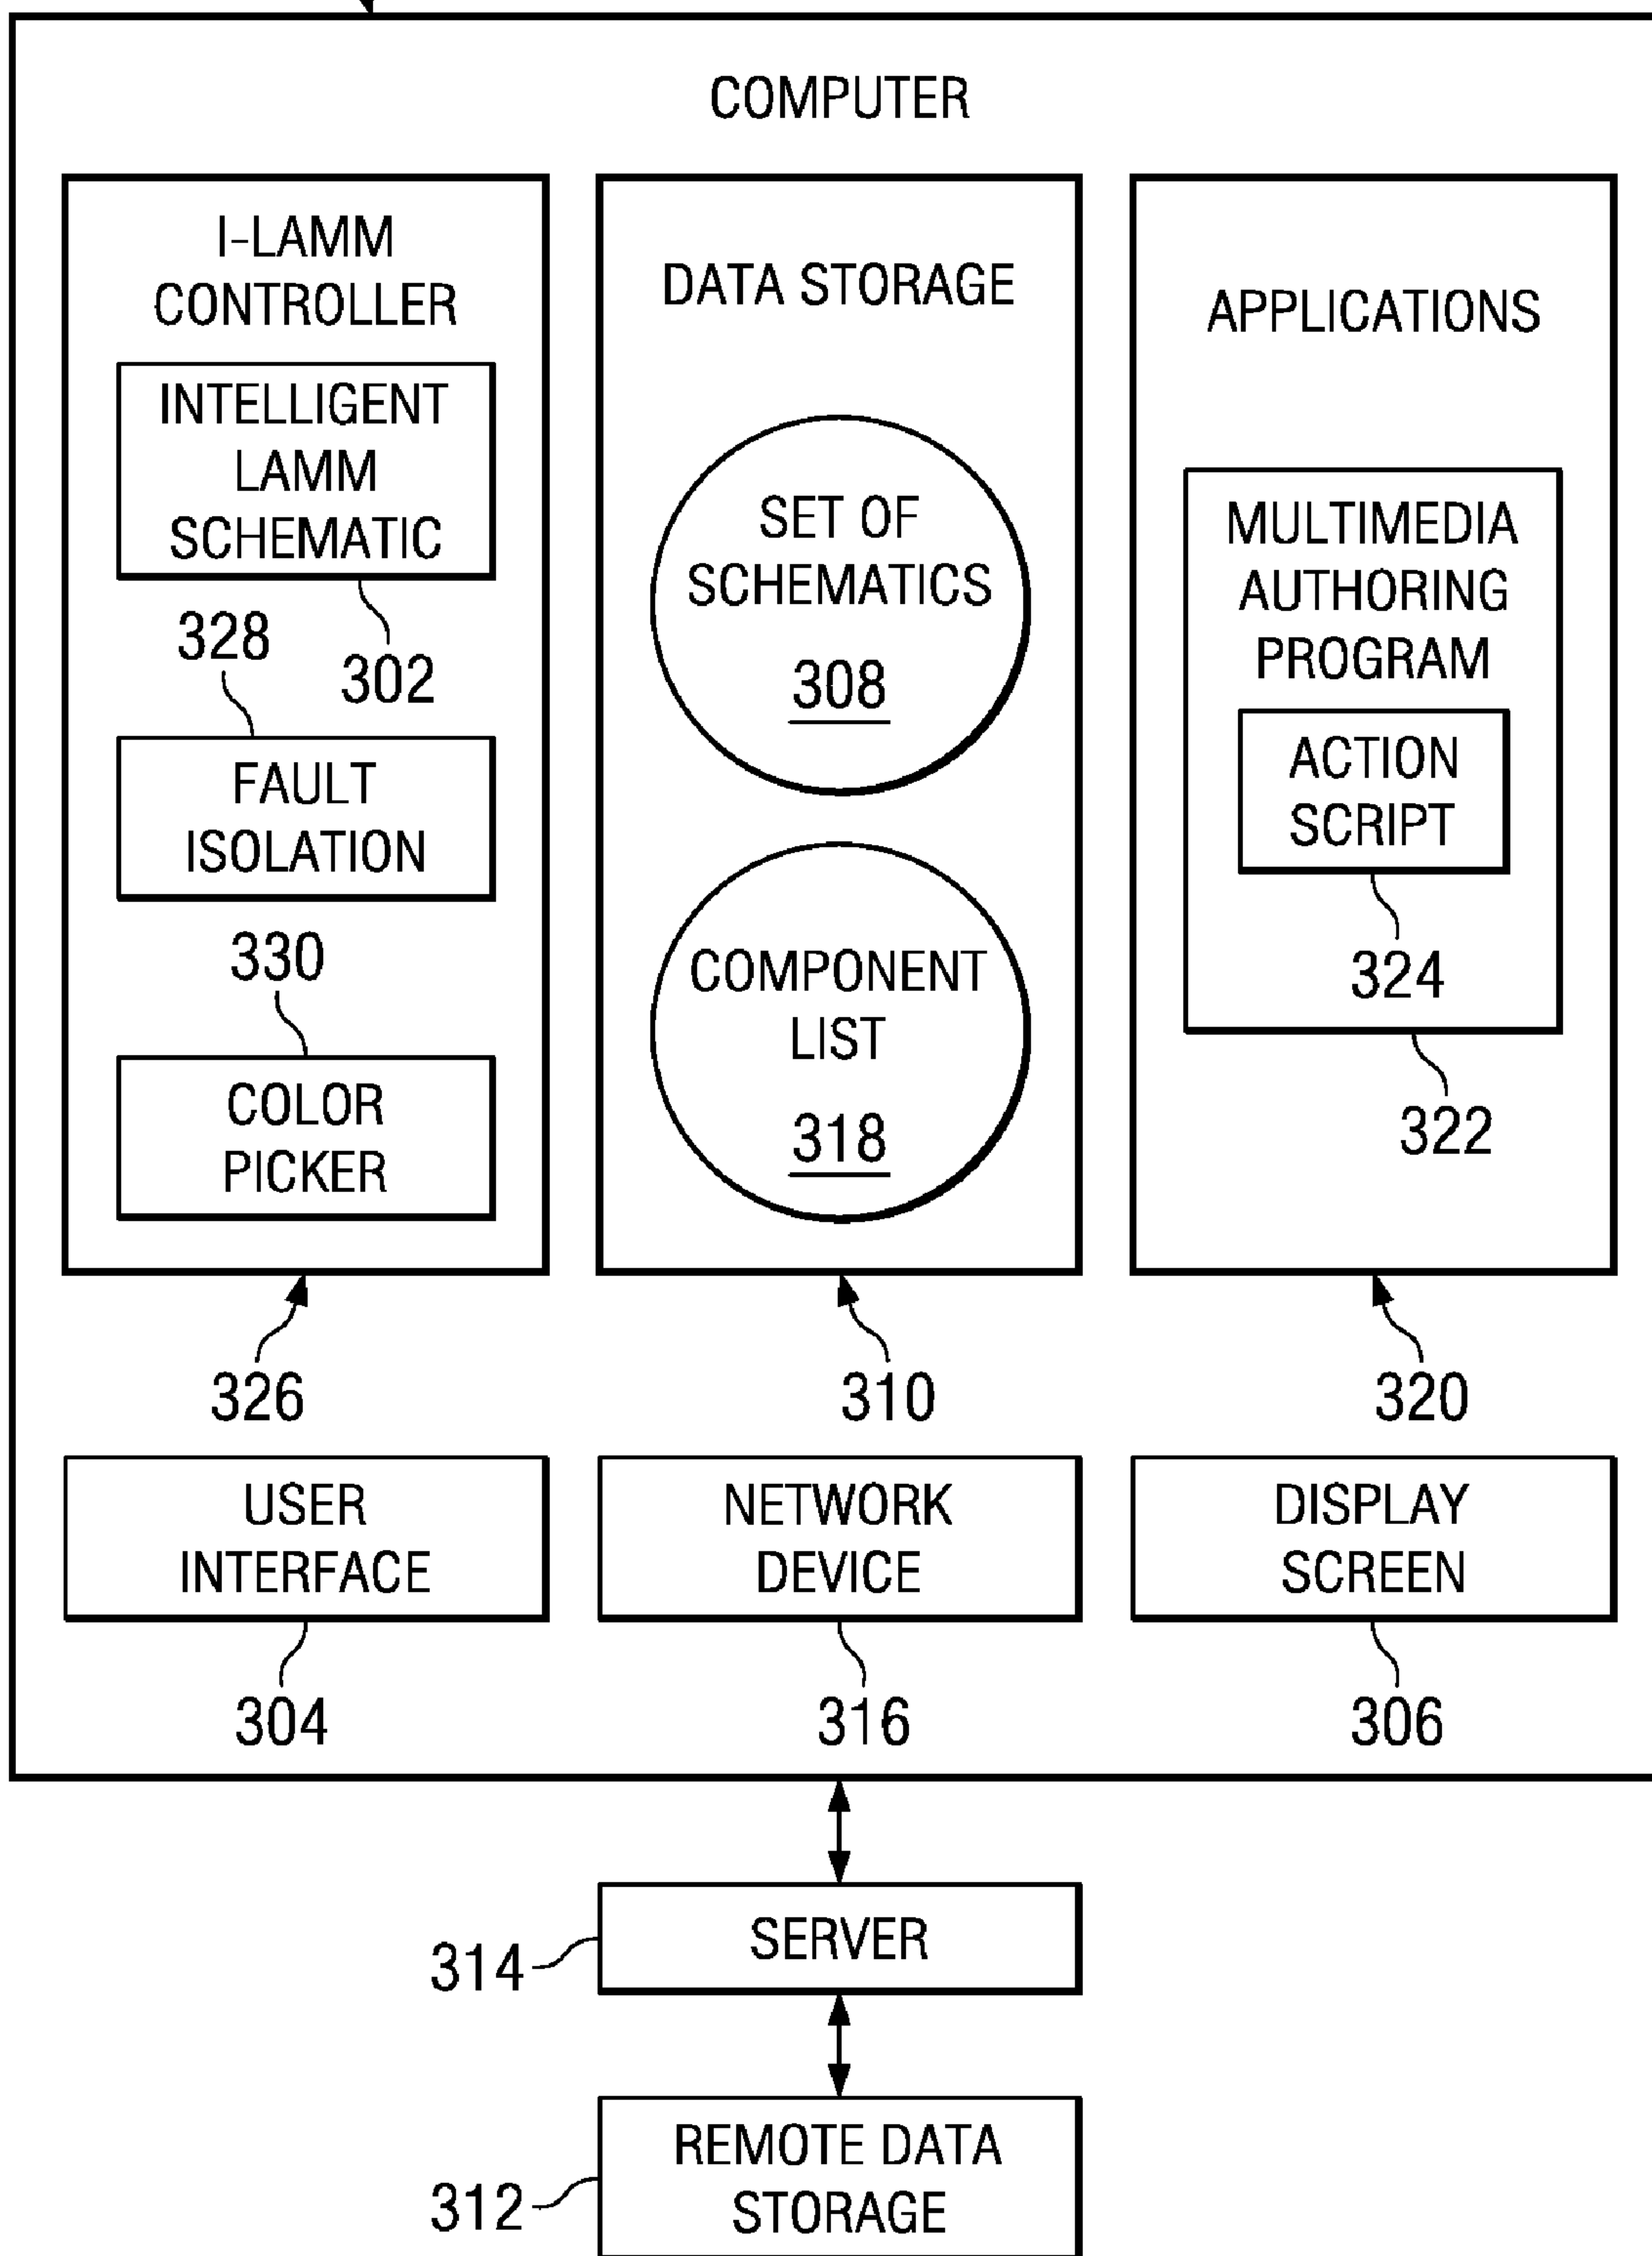 COMPUTER
I-LAMM
CONTROLLER
INTELLIGENT
LAMM
SCHEMATIC
328
302
FAULT
ISOLATION
330
COLOR
PICKER
326
DATA STORAGE
SET OF
SCHEMATICS
308
COMPONENT
LIST
318
310
APPLICATIONS
MULTIMEDIA
AUTHORING
PROGRAM
ACTION
SCRIPT
324
322
320
USER
INTERFACE
304
NETWORK
DEVICE
316
DISPLAY
SCREEN
306
SERVER
314
REMOTE DATA
STORAGE
312